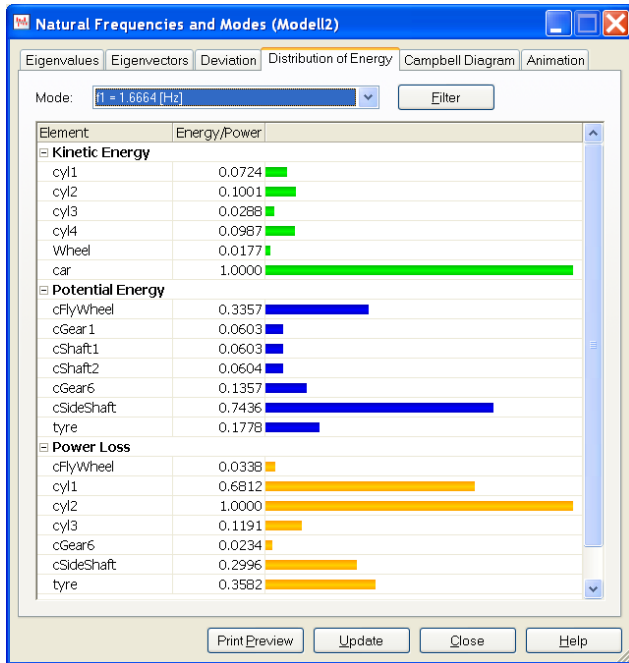 Natural Frequencies and Modes (Modell2)
Eigenvalues Eigenvectors Deviation Distribution of Energy Campbell Diagram Animation
Mode: f1 = 1.6664 [Hz] Filter
Element Energy/Power
Kinetic Energy
cyl1 0.0724
cyl2 0.1001
cyl3 0.0288
cyl4 0.0987
Wheel 0.0177
car 1.0000
Potential Energy
cFlyWheel 0.3357
cGear1 0.0603
cShaft1 0.0603
cShaft2 0.0604
cGear6 0.1357
cSideShaft 0.7436
tyre 0.1778
Power Loss
cFlyWheel 0.0338
cyl1 0.6812
cyl2 1.0000
cyl3 0.1191
cGear6 0.0234
cSideShaft 0.2996
tyre 0.3582
Print Preview Update Close Help